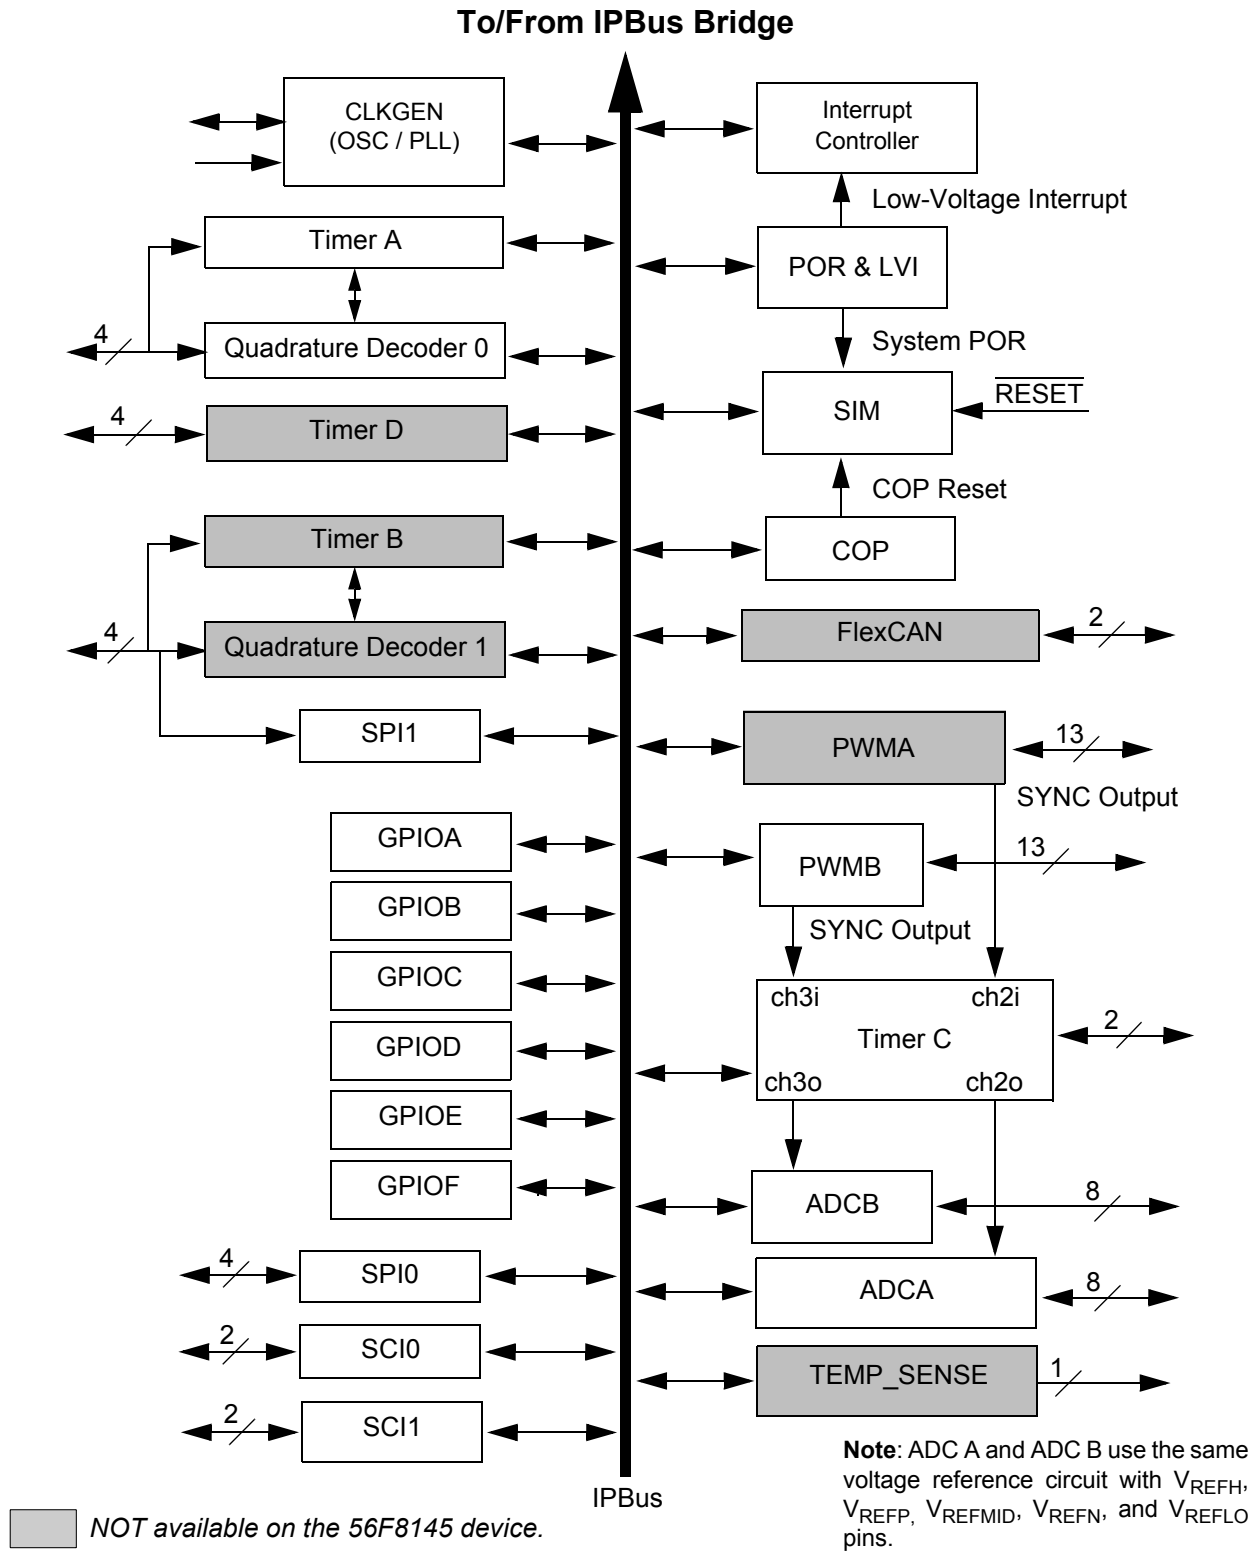 To/From IPBus Bridge
CLKGEN
(OSC / PLL)
Timer A
4
Quadrature Decoder 0
4
Timer D
Timer B
4
Quadrature Decoder 1
SPI1
GPIOA
GPIOB
GPIOC
GPIOD
GPIOE
GPIOF
4
SPI0
2
SCI0
2
SCI1
Interrupt
Controller
Low-Voltage Interrupt
POR & LVI
System POR
SIM
RESET
COP Reset
COP
FlexCAN
2
PWMA
13
SYNC Output
PWMB
13
SYNC Output
ch3i
ch2i
Timer C
2
ch3o
ch2o
ADCB
8
ADCA
8
TEMP_SENSE
1
IPBus
Note: ADC A and ADC B use the same
voltage reference circuit with VREFH,
VREFP, VREFMID, VREFN, and VREFLO
pins.
NOT available on the 56F8145 device.